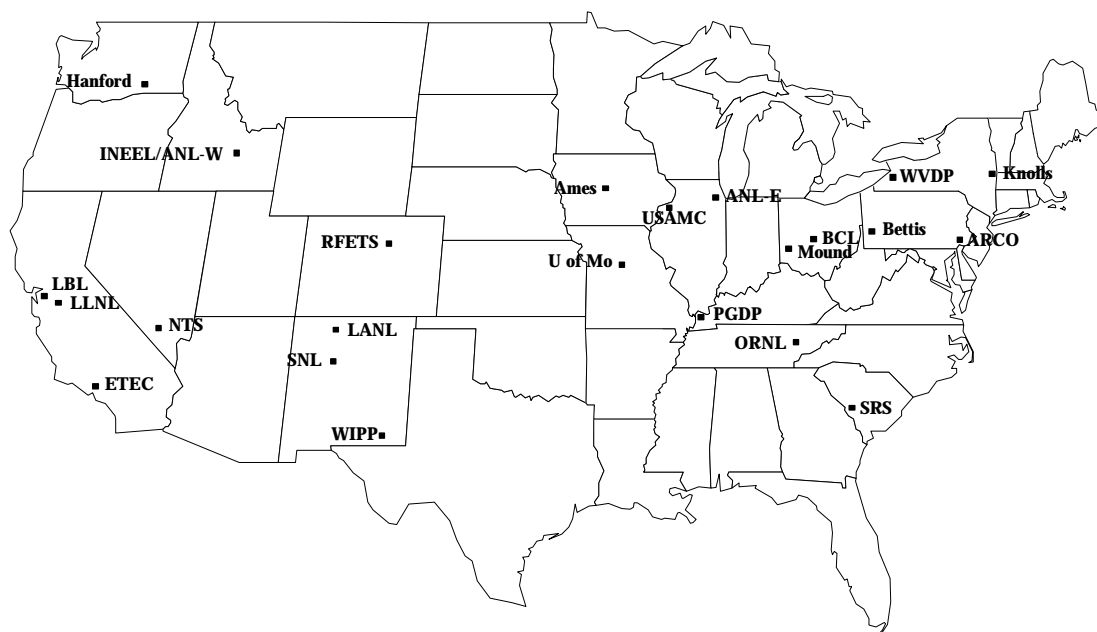 Hanford
INEEL/ANL-W
Ames
ANL-E
WVDP
Knolls
USAMC
RFETS
BCL
Bettis
Mound
ARCO
U of Mo
LBL
LLNL
NTS
LANL
PGDP
SNL
ORNL
ETEC
SRS
WIPP